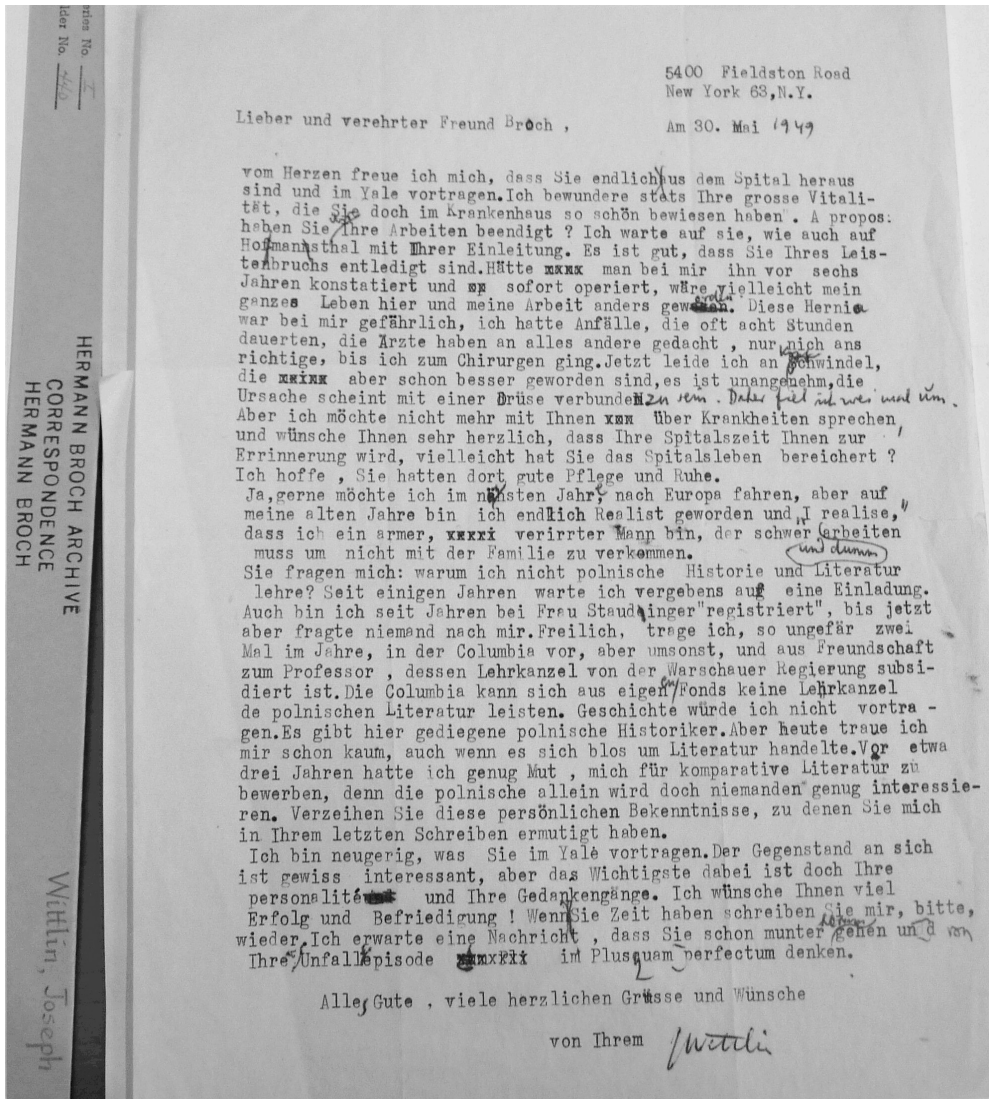 Series No. I
Folder No. 440
HERMANN BROCH ARCHIVE
CORRESPONDENCE
HERMANN BROCH
Wittlin, Joseph
5400 Fieldston Road
New York 63,N.Y.
Lieber und verehrter Freund Broch ,
Am 30. Mai 1949
vom Herzen freue ich mich, dass Sie endlich aus dem Spital heraus
sind und im Yale vortragen.Ich bewundere stets Ihre grosse Vitali-
tät, die Sie doch im Krankenhaus so schön bewiesen haben . A propos:
haben Sie Ihre Arbeiten beendigt ? Ich warte auf sie, wie auch auf
Hofmannsthal mit Ihrer Einleitung. Es ist gut, dass Sie Ihres Leis-
tenbruchs entledigt sind.Hätte man bei mir ihn vor sechs
Jahren konstatiert und sofort operiert, wäre vielleicht mein
ganzes Leben hier und meine Arbeit anders geworden. Diese Hernie
war bei mir gefährlich, ich hatte Anfälle, die oft acht Stunden
dauerten, die Ärzte haben an alles andere gedacht , nur nich ans
richtige, bis ich zum Chirurgen ging.Jetzt leide ich an Schwindel,
die aber schon besser geworden sind,es ist unangenehm,die
Ursache scheint mit einer Drüse verbunden zu sein. Daher fiel ich zwei mal um.
Aber ich möchte nicht mehr mit Ihnen über Krankheiten sprechen,
und wünsche Ihnen sehr herzlich, dass Ihre Spitalszeit Ihnen zur
Errinnerung wird, vielleicht hat Sie das Spitalsleben bereichert ?
Ich hoffe , Sie hatten dort gute Pflege und Ruhe.
Ja,gerne möchte ich im nähsten Jahre nach Europa fahren, aber auf
meine alten Jahre bin ich endlich Realist geworden und "I realise,"
dass ich ein armer, verirrter Mann bin, der schwer arbeiten
und dumm
muss um nicht mit der Familie zu verkommen.
Sie fragen mich: warum ich nicht polnische Historie und Literatur
lehre? Seit einigen Jahren warte ich vergebens auf eine Einladung.
Auch bin ich seit Jahren bei Frau Staudinger"registriert", bis jetzt
aber fragte niemand nach mir.Freilich, trage ich, so ungefär zwei
Mal im Jahre, in der Columbia vor, aber umsonst, und aus Freundschaft
zum Professor , dessen Lehrkanzel von der Warschauer Regierung subsi-
diert ist.Die Columbia kann sich aus eigenen Fonds keine Lehrkanzel
de polnischen Literatur leisten. Geschichte würde ich nicht vortra -
gen.Es gibt hier gediegene polnische Historiker.Aber heute traue ich
mir schon kaum, auch wenn es sich blos um Literatur handelte.Vor etwa
drei Jahren hatte ich genug Mut , mich für komparative Literatur zu
bewerben, denn die polnische allein wird doch niemanden genug interessie-
ren. Verzeihen Sie diese persönlichen Bekenntnisse, zu denen Sie mich
in Ihrem letzten Schreiben ermutigt haben.
Ich bin neugerig, was Sie im Yale vortragen.Der Gegenstand an sich
ist gewiss interessant, aber das Wichtigste dabei ist doch Ihre
personalité und Ihre Gedankengänge. Ich wünsche Ihnen viel
Erfolg und Befriedigung ! Wenn Sie Zeit haben schreiben Sie mir, bitte,
wieder.Ich erwarte eine Nachricht , dass Sie schon munter gehen und von
Ihre Unfallepisode im Plusquamperfectum denken.
Alles Gute , viele herzlichen Grüsse und Wünsche
von Ihrem JWittlin